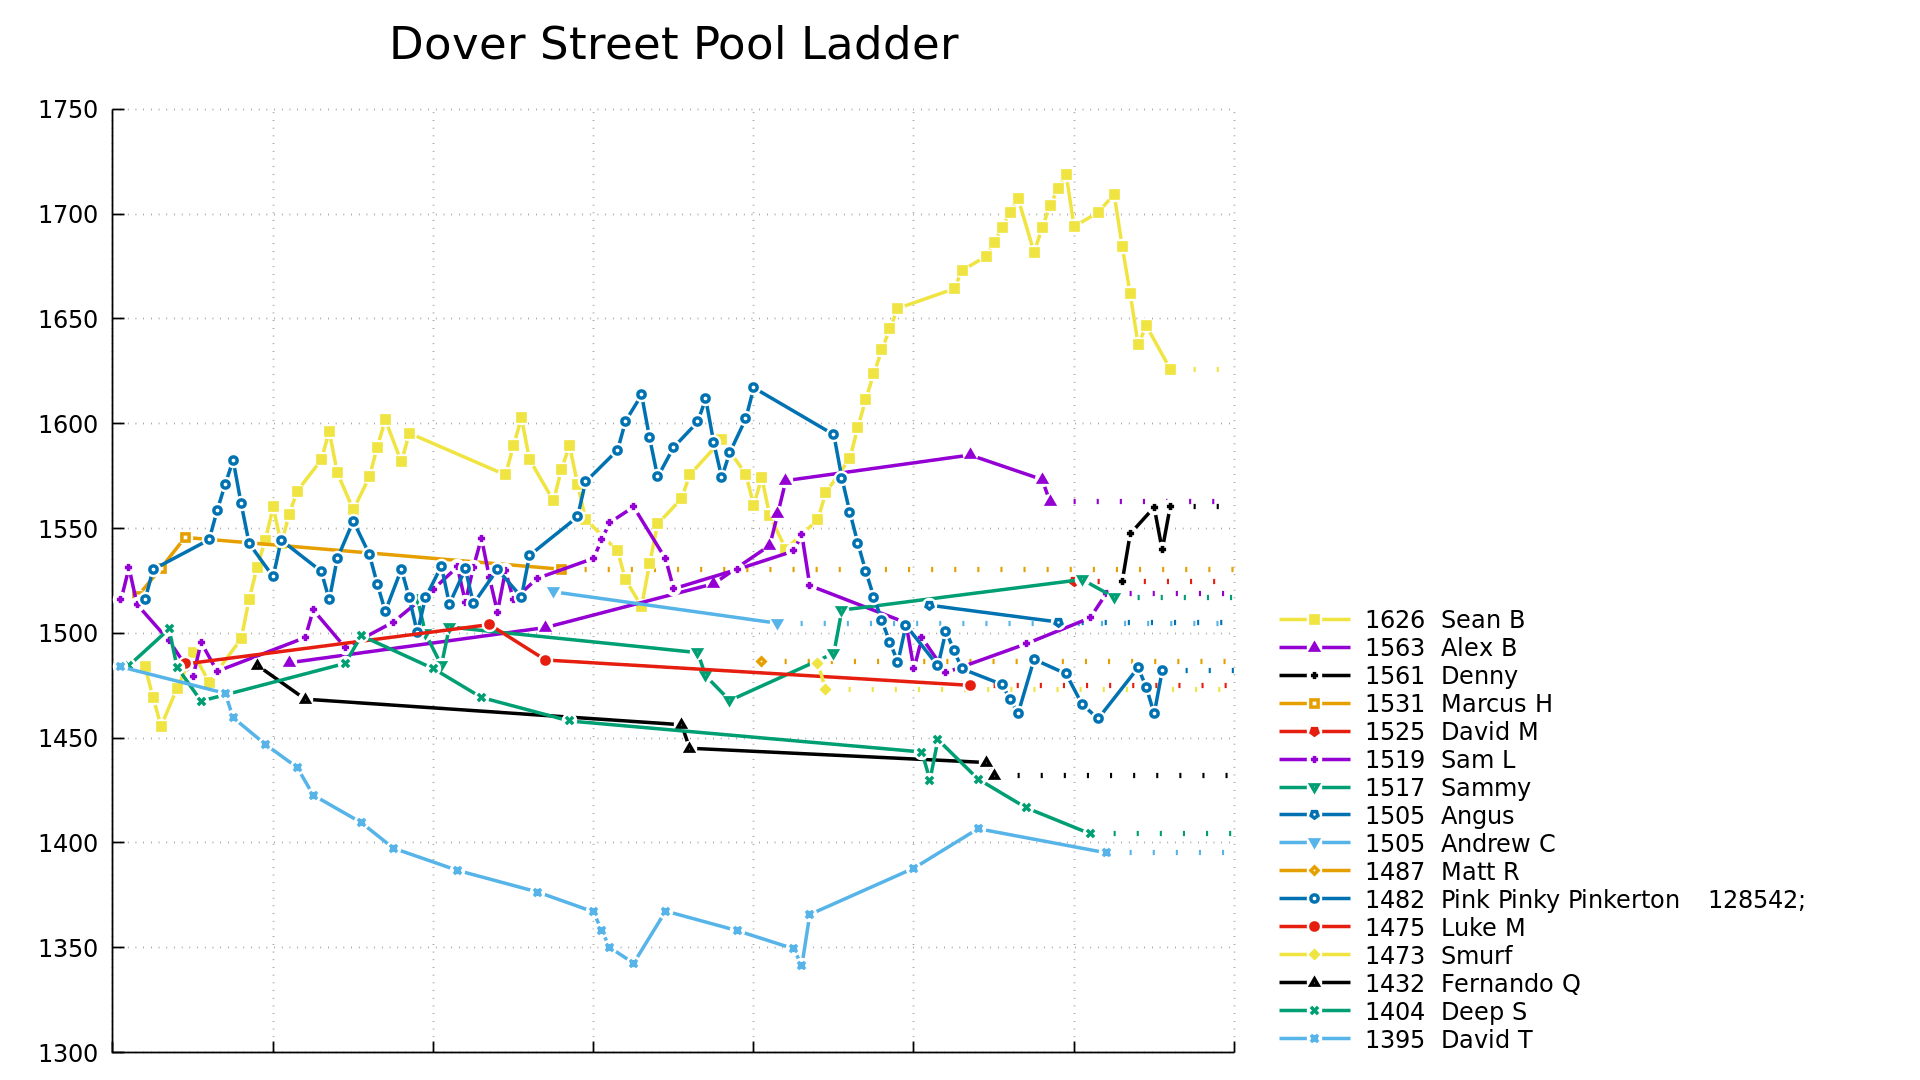 Dover Street Pool Ladder
1750
1700
1650
1600
1550
1500
1450
1400
1350
1300
1626 Sean B
1563 Alex B
1561 Denny
1531 Marcus H
1525 David M
1519 Sam L
1517 Sammy
1505 Angus
1505 Andrew C
1487 Matt R
1482 Pink Pinky Pinkerton 128542;
1475 Luke M
1473 Smurf
1432 Fernando Q
1404 Deep S
1395 David T